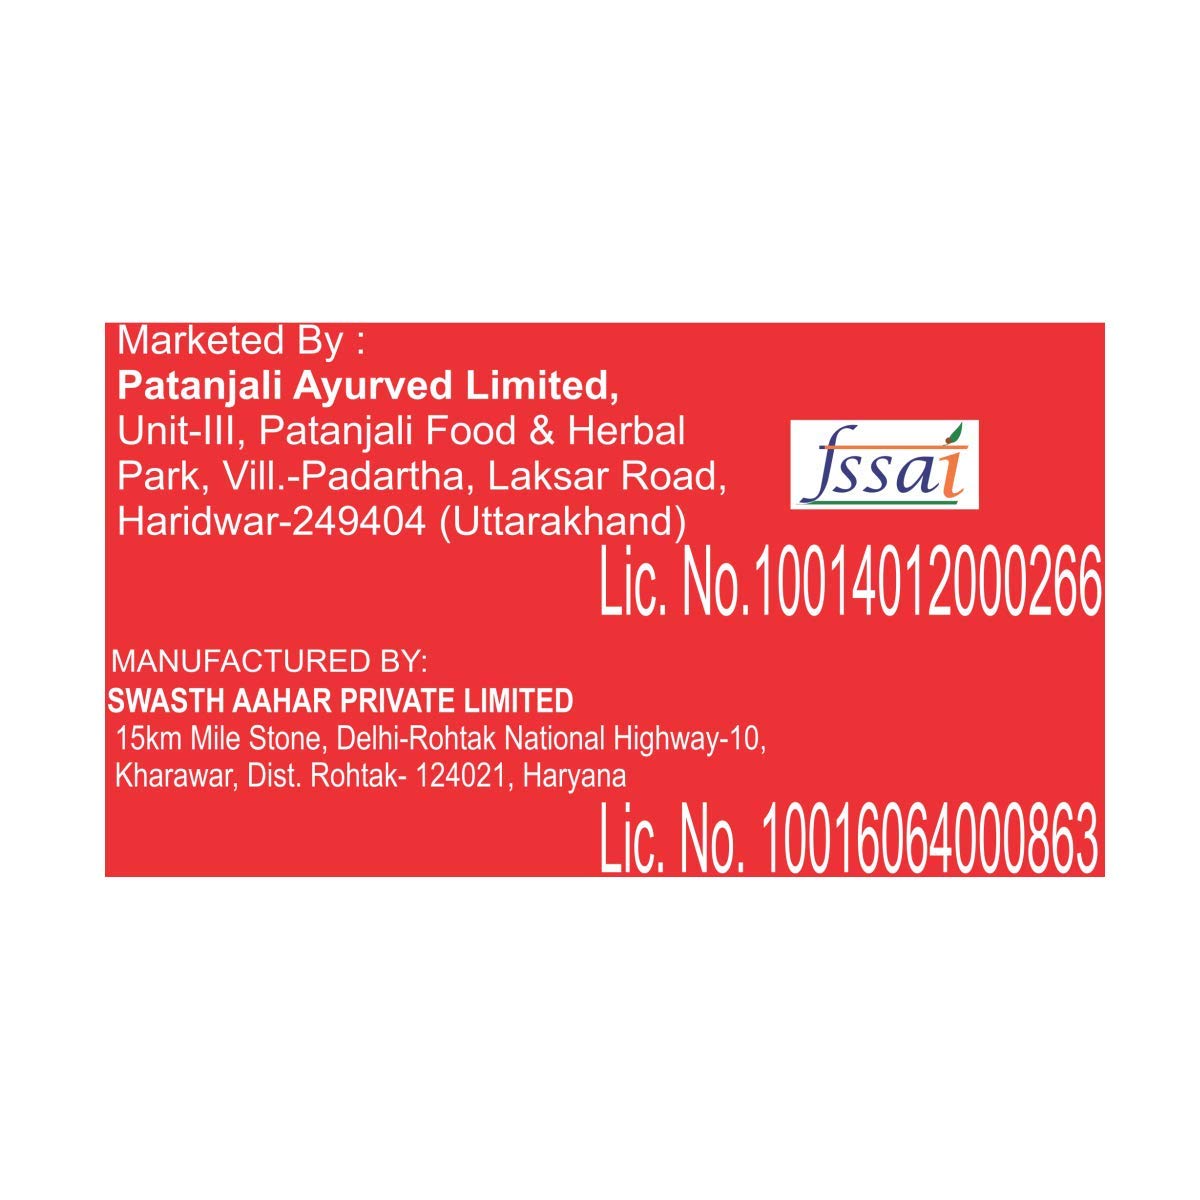 Marketed By :
Patanjali Ayurved Limited,
Unit-III, Patanjali Food & Herbal
Park, Vill.-Padartha, Laksar Road,
Haridwar-249404 (Uttarakhand)
fssai
Lic. No.10014012000266
MANUFACTURED BY:
SWASTH AAHAR PRIVATE LIMITED
15km Mile Stone, Delhi-Rohtak National Highway-10,
Kharawar, Dist. Rohtak- 124021, Haryana
Lic. No. 10016064000863